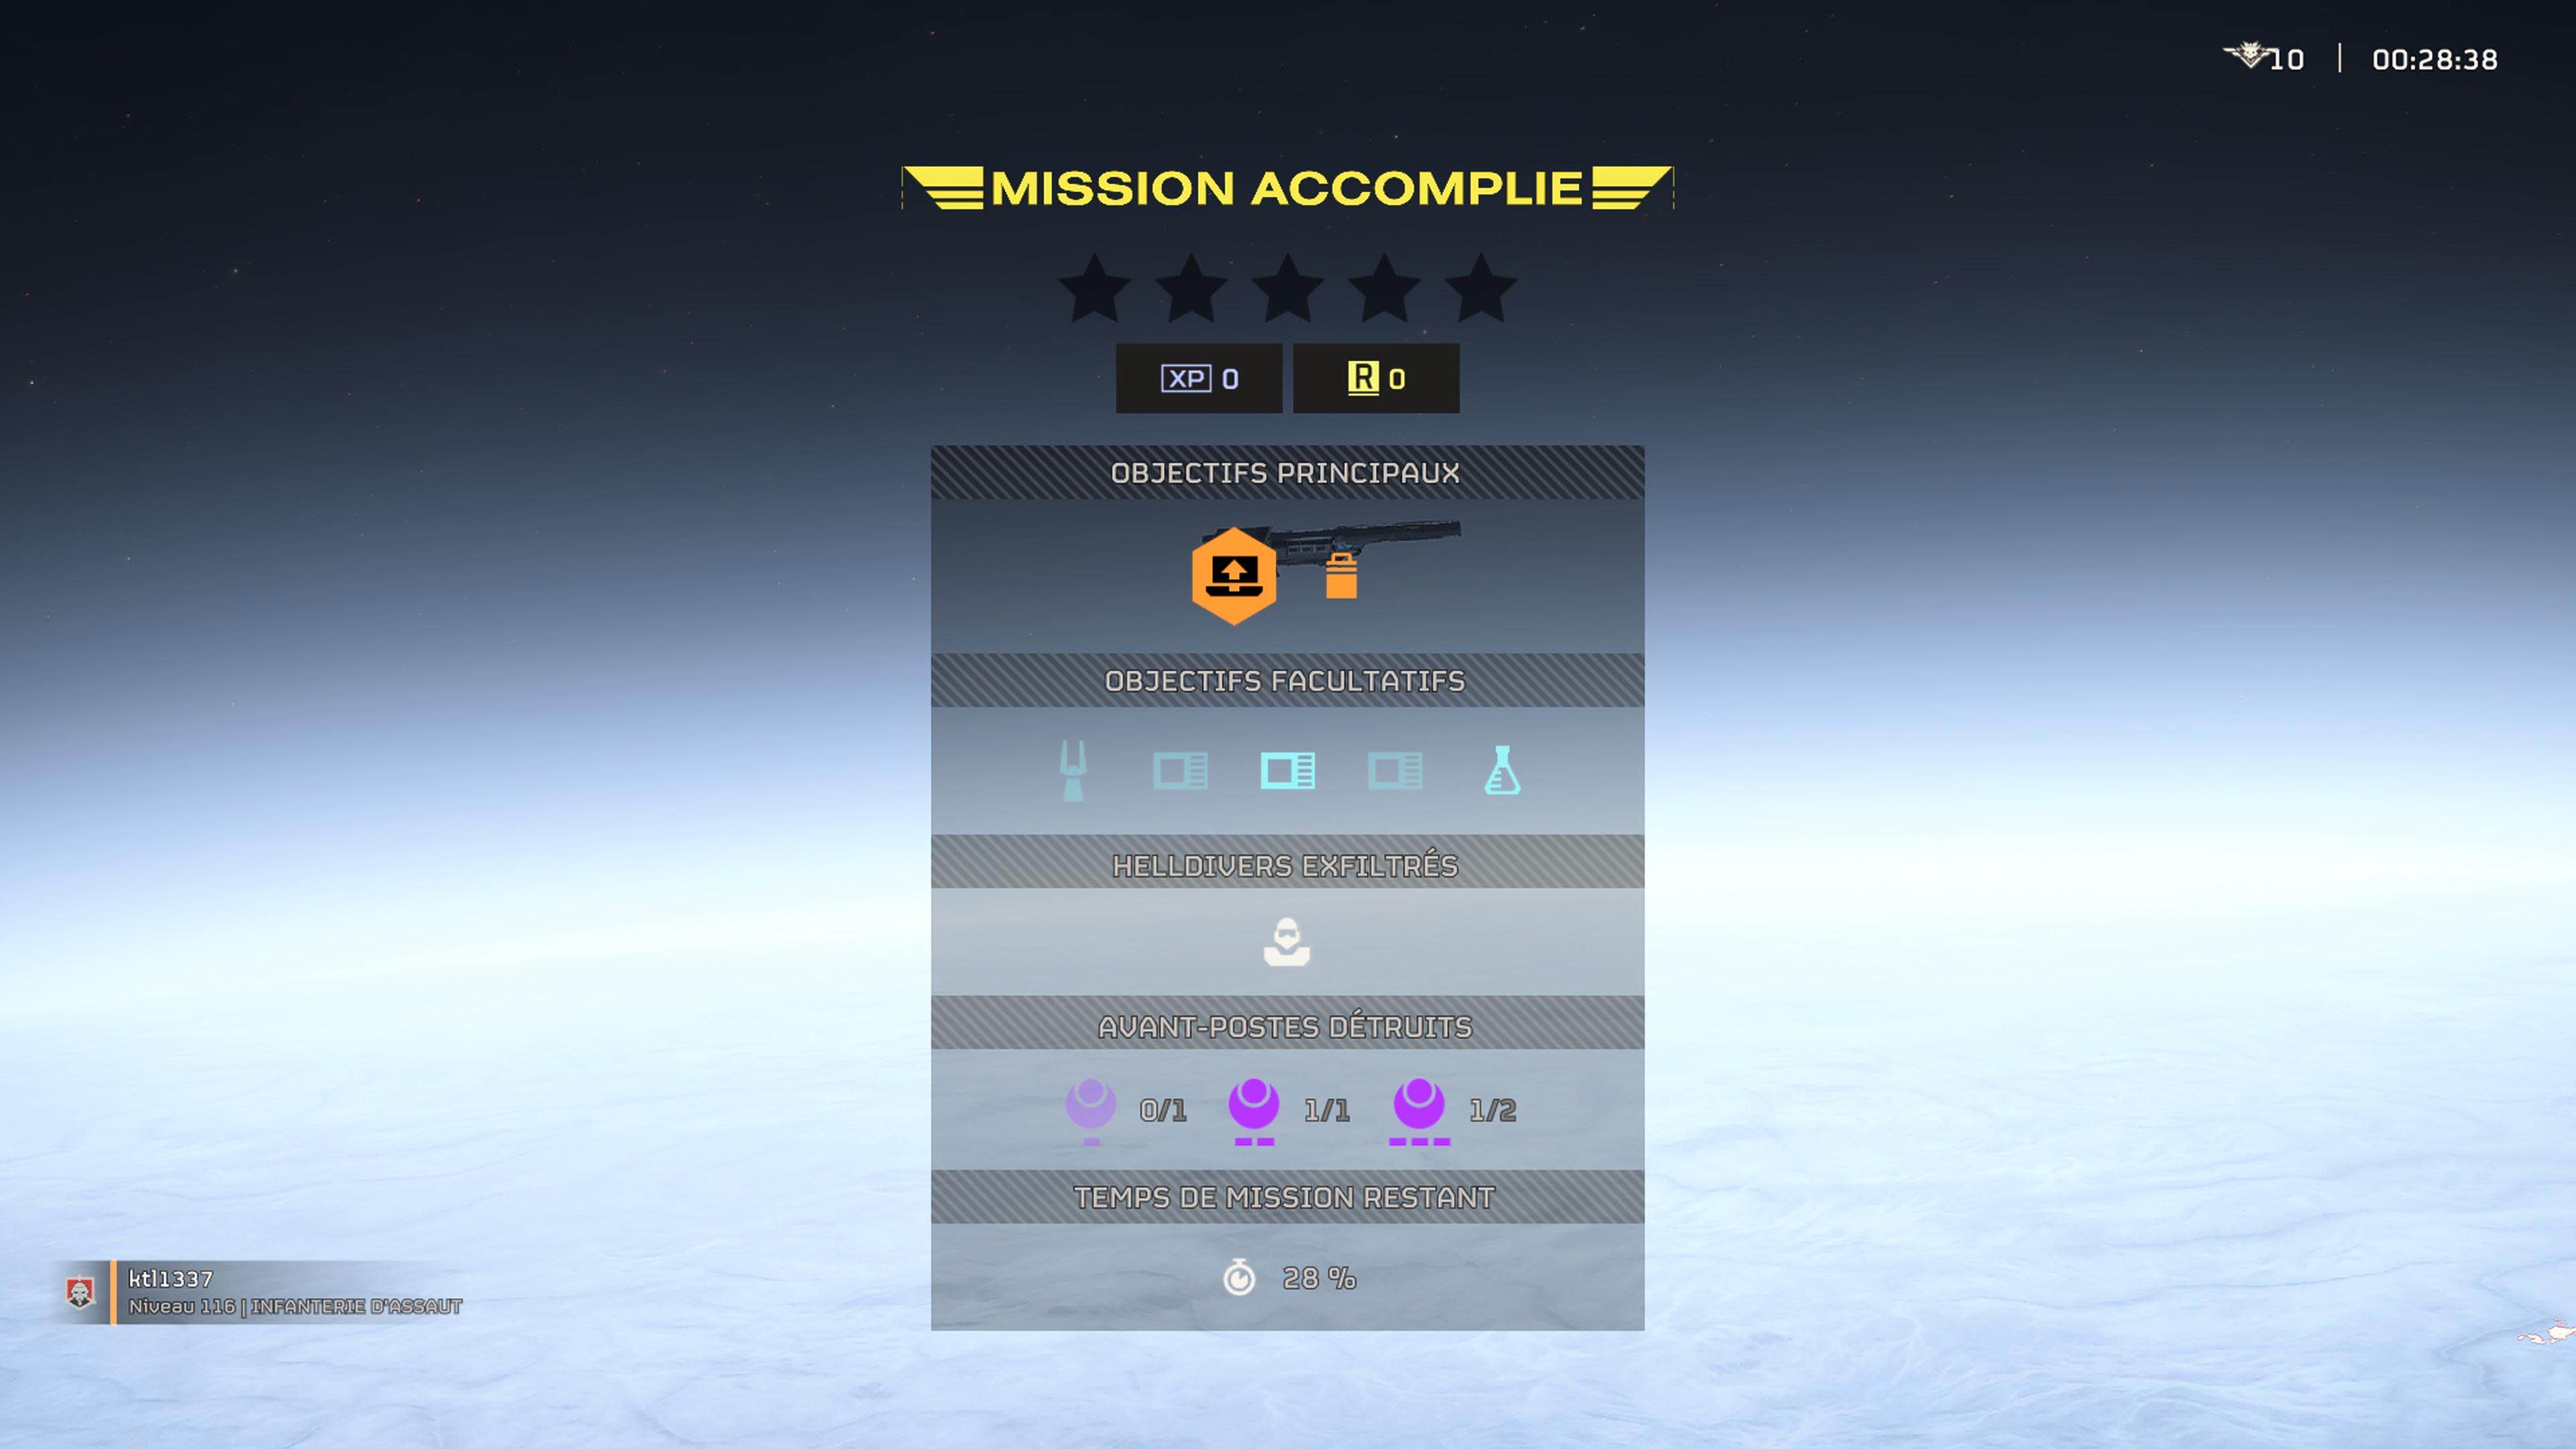 10 | 00:28:38
MISSION ACCOMPLIE
XP 0
R 0
OBJECTIFS PRINCIPAUX
OBJECTIFS FACULTATIFS
HELLDIVERS EXFILTRÉS
AVANT-POSTES DÉTRUITS
0/1 1/1 1/2
TEMPS DE MISSION RESTANT
28 %
ktl1337
Niveau 116 | INFANTERIE D'ASSAUT